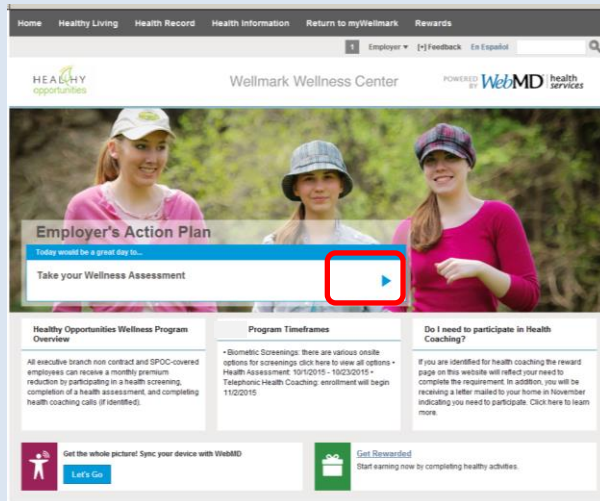 Home Healthy Living Health Record Health Information Return to myWellmark Rewards
1 Employer ▾ [+] Feedback En Español
HEALTHY
opportunities
Wellmark Wellness Center
POWERED BY WebMD health services
Employer's Action Plan
Today would be a great day to...
Take your Wellness Assessment
Healthy Opportunities Wellness Program
Overview
All executive branch non contract and SPOC-covered
employees can receive a monthly premium
reduction by participating in a health screening,
completion of a health assessment, and completing
health coaching calls (if identified).
Program Timeframes
• Biometric Screenings: there are various onsite
options for screenings click here to view all options •
Health Assessment: 10/1/2015 - 10/23/2015 •
Telephonic Health Coaching: enrollment will begin
11/2/2015
Do I need to participate in Health
Coaching?
If you are identified for health coaching the reward
page on this website will reflect your need to
complete the requirement. In addition, you will be
receiving a letter mailed to your home in November
indicating you need to participate. Click here to learn
more.
Get the whole picture! Sync your device with WebMD
Let's Go
Get Rewarded
Start earning now by completing healthy activities.